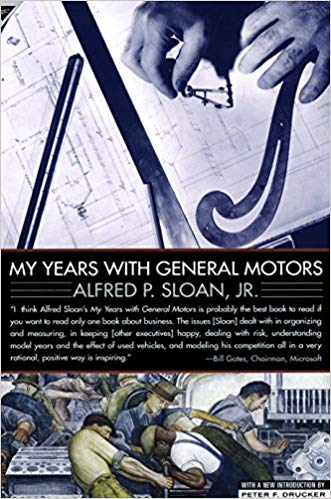 MY YEARS WITH GENERAL MOTORS
ALFRED P. SLOAN, JR.
"I think Alfred Sloan's My Years with General Motors is probably the best book to read if
you want to read only one book about business. The issues [Sloan] dealt with in organizing
and measuring, in keeping [other executives] happy, dealing with risk, understanding
model years and the effect of used vehicles, and modeling his competition all in a very
rational, positive way is inspiring."
—Bill Gates, Chairman, Microsoft
WITH A NEW INTRODUCTION BY
PETER F. DRUCKER